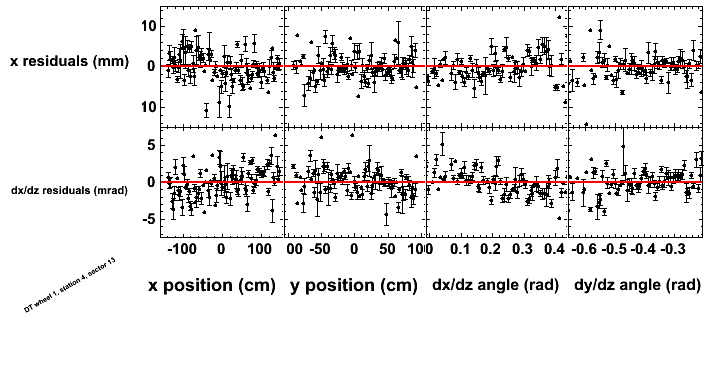 10
x residuals (mm)
0
10
5
dx/dz residuals (mrad)
0
-5
-100 0 100 00 -50 0 50 100 0.1 0.2 0.3 0.4 -0.6 -0.5 -0.4 -0.3
x position (cm) y position (cm) dx/dz angle (rad) dy/dz angle (rad)
DT wheel 1, station 4, sector 13